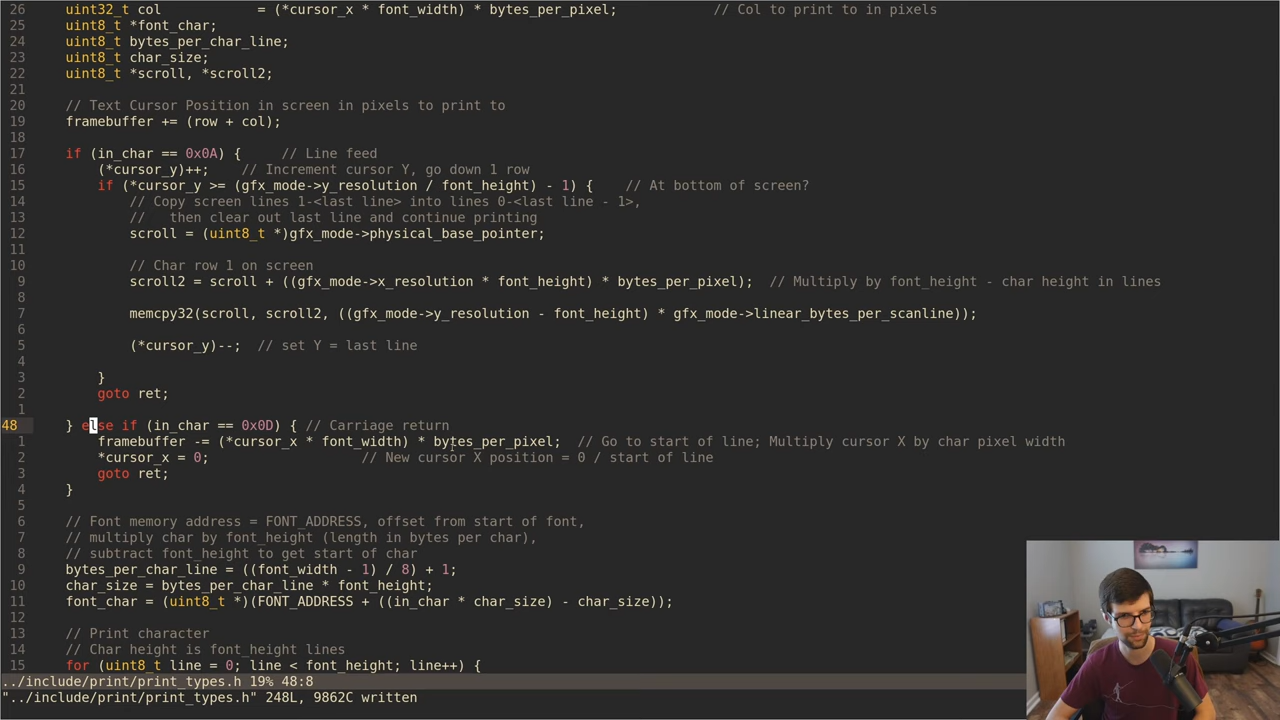 26    uint32_t col            = (*cursor_x * font_width) * bytes_per_pixel;            // Col to print to in pixels
25    uint8_t *font_char;
24    uint8_t bytes_per_char_line;
23    uint8_t char_size;
22    uint8_t *scroll, *scroll2;
21
20    // Text Cursor Position in screen in pixels to print to
19    framebuffer += (row + col);
18
17    if (in_char == 0x0A) {     // Line feed
16        (*cursor_y)++;    // Increment cursor Y, go down 1 row
15        if (*cursor_y >= (gfx_mode->y_resolution / font_height) - 1) {    // At bottom of screen?
14            // Copy screen lines 1-<last line> into lines 0-<last line - 1>,
13            //   then clear out last line and continue printing
12            scroll = (uint8_t *)gfx_mode->physical_base_pointer;
11
10            // Char row 1 on screen
9            scroll2 = scroll + ((gfx_mode->x_resolution * font_height) * bytes_per_pixel);  // Multiply by font_height - char height in lines
8
7            memcpy32(scroll, scroll2, ((gfx_mode->y_resolution - font_height) * gfx_mode->linear_bytes_per_scanline));
6
5            (*cursor_y)--;  // set Y = last line
4
3        }
2        goto ret;
1
48    } else if (in_char == 0x0D) { // Carriage return
1        framebuffer -= (*cursor_x * font_width) * bytes_per_pixel;  // Go to start of line; Multiply cursor X by char pixel width
2        *cursor_x = 0;                   // New cursor X position = 0 / start of line
3        goto ret;
4    }
5
6    // Font memory address = FONT_ADDRESS, offset from start of font,
7    // multiply char by font_height (length in bytes per char),
8    // subtract font_height to get start of char
9    bytes_per_char_line = ((font_width - 1) / 8) + 1;
10    char_size = bytes_per_char_line * font_height;
11    font_char = (uint8_t *)(FONT_ADDRESS + ((in_char * char_size) - char_size));
12
13    // Print character
14    // Char height is font_height lines
15    for (uint8_t line = 0; line < font_height; line++) {
../include/print/print_types.h 19% 48:8
"../include/print/print_types.h" 248L, 9862C written